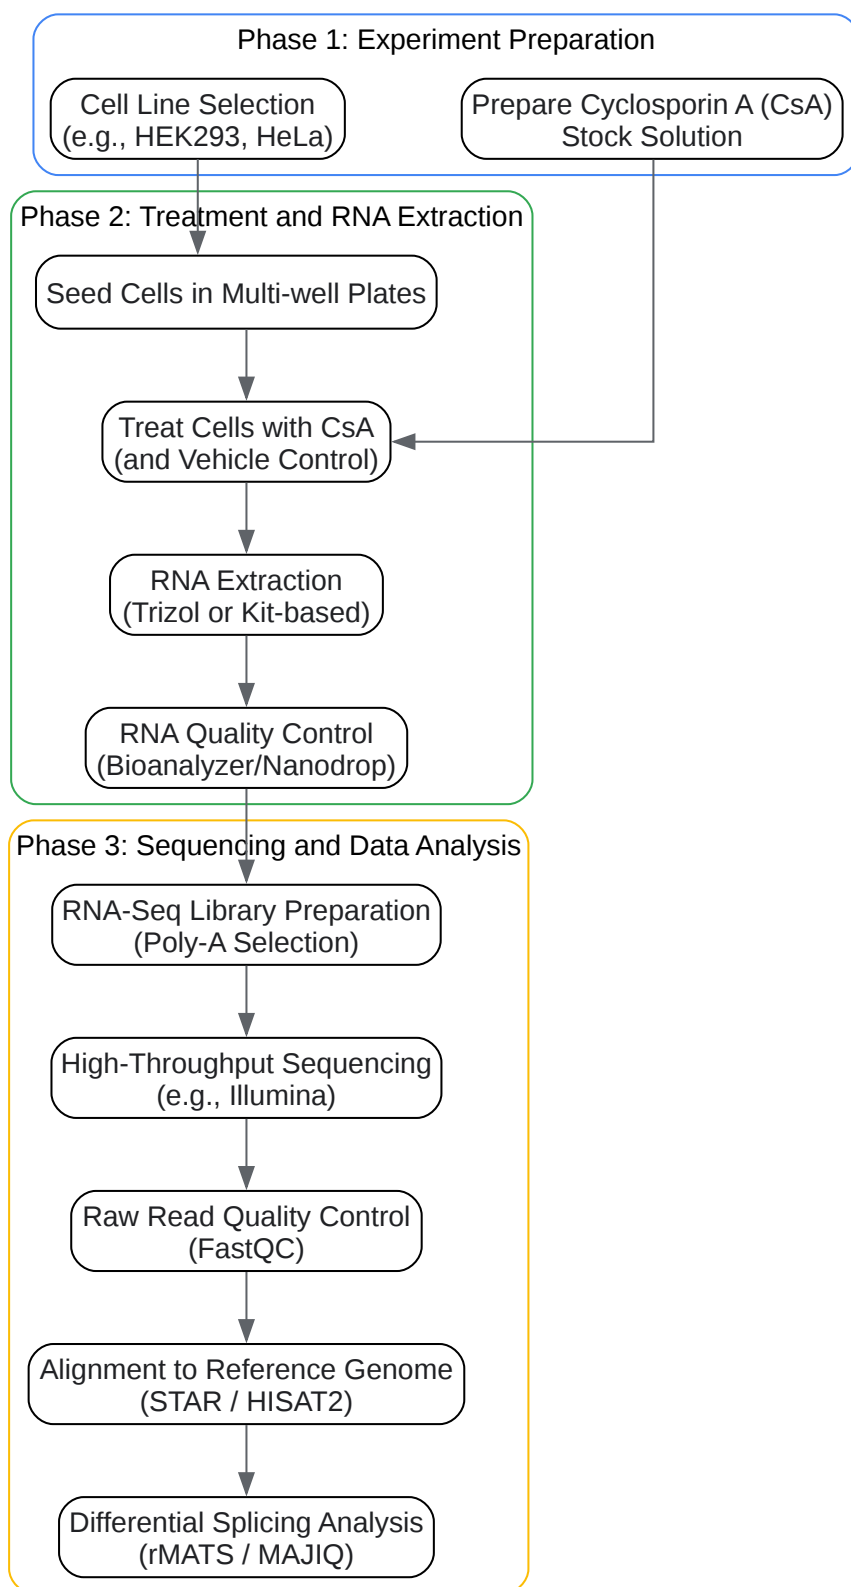 Phase 1: Experiment Preparation
Cell Line Selection
(e.g., HEK293, HeLa)
Prepare Cyclosporin A (CsA)
Stock Solution
Phase 2: Treatment and RNA Extraction
Seed Cells in Multi-well Plates
Treat Cells with CsA
(and Vehicle Control)
RNA Extraction
(Trizol or Kit-based)
RNA Quality Control
(Bioanalyzer/Nanodrop)
Phase 3: Sequencing and Data Analysis
RNA-Seq Library Preparation
(Poly-A Selection)
High-Throughput Sequencing
(e.g., Illumina)
Raw Read Quality Control
(FastQC)
Alignment to Reference Genome
(STAR / HISAT2)
Differential Splicing Analysis
(rMATS / MAJIQ)